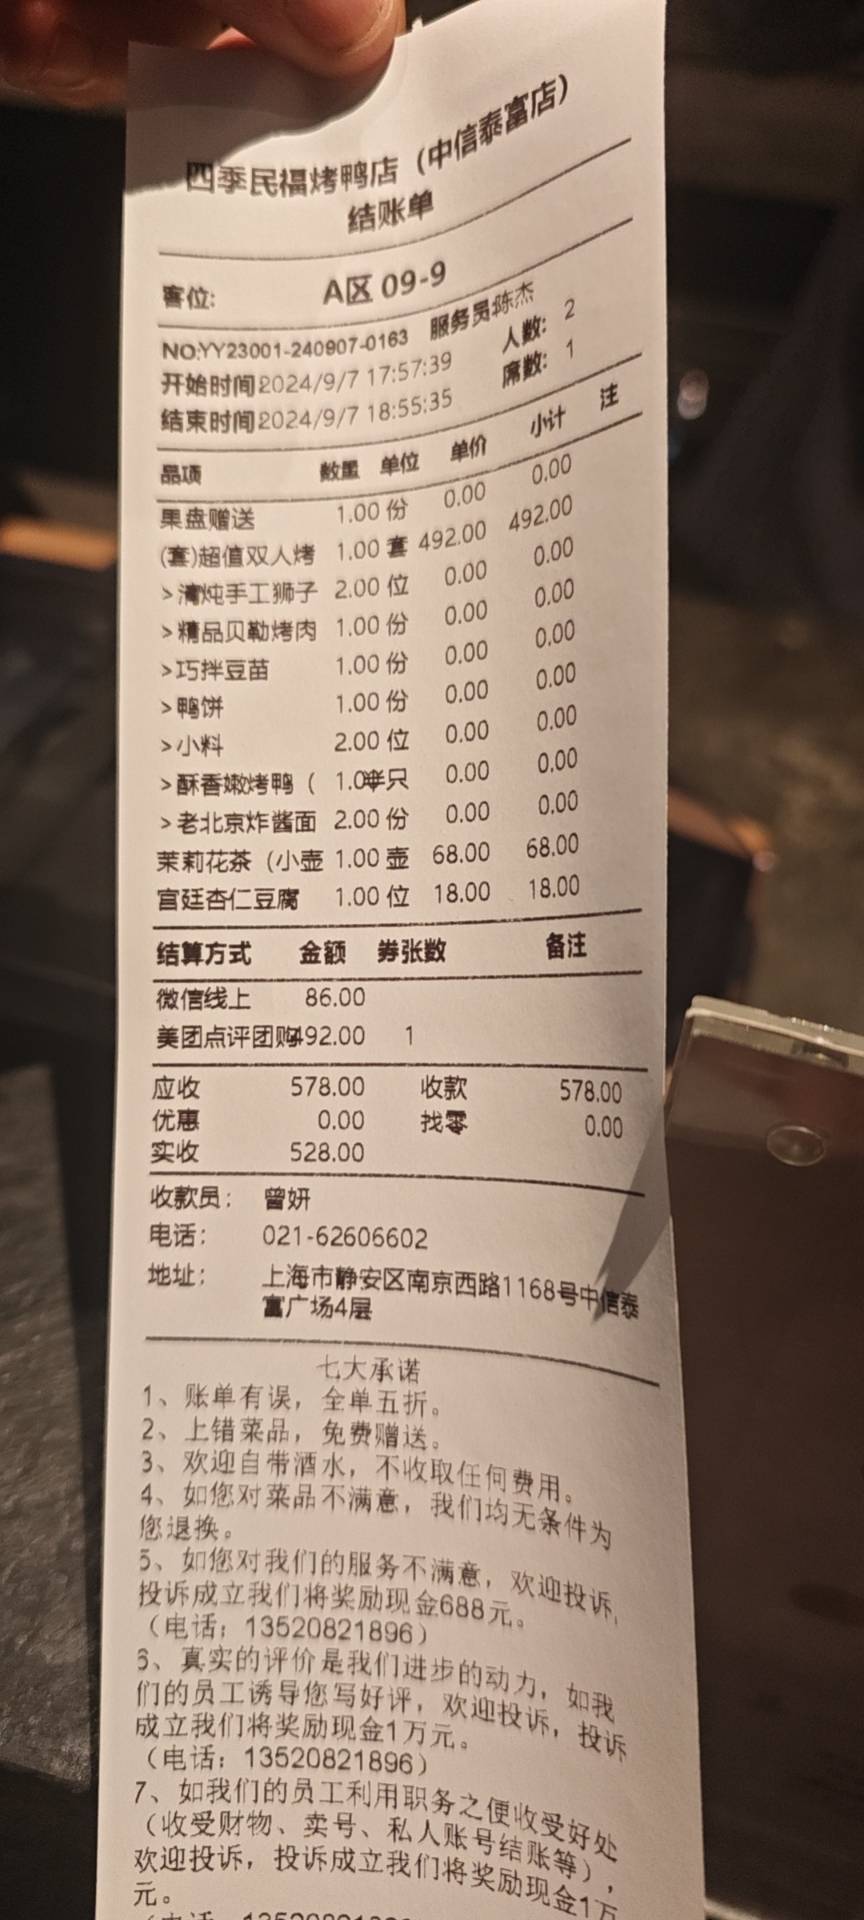 四季民福烤鸭店（中信泰富店）
结账单
客位： A区 09-9
NO:YY23001-240907-0163 服务员:陈杰
开始时间2024/9/7 17:57:39 人数： 2
结束时间2024/9/7 18:55:35 席数： 1
品项 数量 单位 单价 小计 注
果盘赠送 1.00 份 0.00 0.00
(套)超值双人烤 1.00 套 492.00 492.00
>清炖手工狮子 2.00 位 0.00 0.00
>精品贝勒烤肉 1.00 份 0.00 0.00
>巧拌豆苗 1.00 份 0.00 0.00
>鸭饼 1.00 份 0.00 0.00
>小料 2.00 位 0.00 0.00
>酥香嫩烤鸭（ 1.00半只 0.00 0.00
>老北京炸酱面 2.00 份 0.00 0.00
茉莉花茶（小壶 1.00 壶 68.00 68.00
宫廷杏仁豆腐 1.00 位 18.00 18.00
结算方式 金额 券张数 备注
微信线上 86.00
美团点评团购492.00 1
应收 578.00 收款 578.00
优惠 0.00 找零 0.00
实收 528.00
收款员： 曾妍
电话： 021-62606602
地址： 上海市静安区南京西路1168号中信泰
富广场4层
七大承诺
1、账单有误，全单五折。
2、上错菜品，免费赠送。
3、欢迎自带酒水，不收取任何费用。
4、如您对菜品不满意，我们均无条件为
您退换。
5、如您对我们的服务不满意，欢迎投诉，
投诉成立我们将奖励现金688元。
（电话：13520821896）
6、真实的评价是我们进步的动力，如我
们的员工诱导您写好评，欢迎投诉，投诉
成立我们将奖励现金1万元。
（电话：13520821896）
7、如我们的员工利用职务之便收受好处
（收受财物、卖号、私人账号结账等），
欢迎投诉，投诉成立我们将奖励现金1万
元。